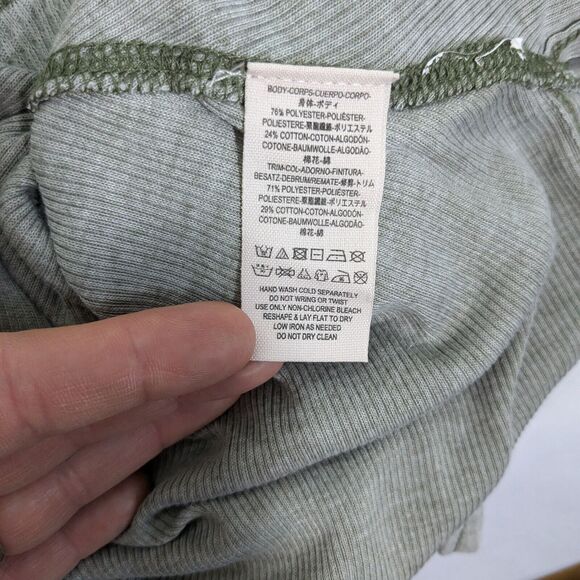 BODY-CORPS-CUERPO-CORPO-
身体-ボディ
76% POLYESTER-POLIÉSTER-
POLIESTERE-聚酯纖維-ポリエステル
24% COTTON-COTON-ALGODÓN-
COTONE-BAUMWOLLE-ALGODÃO-
棉花-綿
TRIM-COL-ADORNO-FINITURA-
BESATZ-DEBRUM/REMATE-修剪-トリム
71% POLYESTER-POLIÉSTER-
POLIESTERE-聚酯纖維-ポリエステル
29% COTTON-COTON-ALGODÓN-
COTONE-BAUMWOLLE-ALGODÃO-
棉花-綿
HAND WASH COLD SEPARATELY
DO NOT WRING OR TWIST
USE ONLY NON-CHLORINE BLEACH
RESHAPE & LAY FLAT TO DRY
LOW IRON AS NEEDED
DO NOT DRY CLEAN